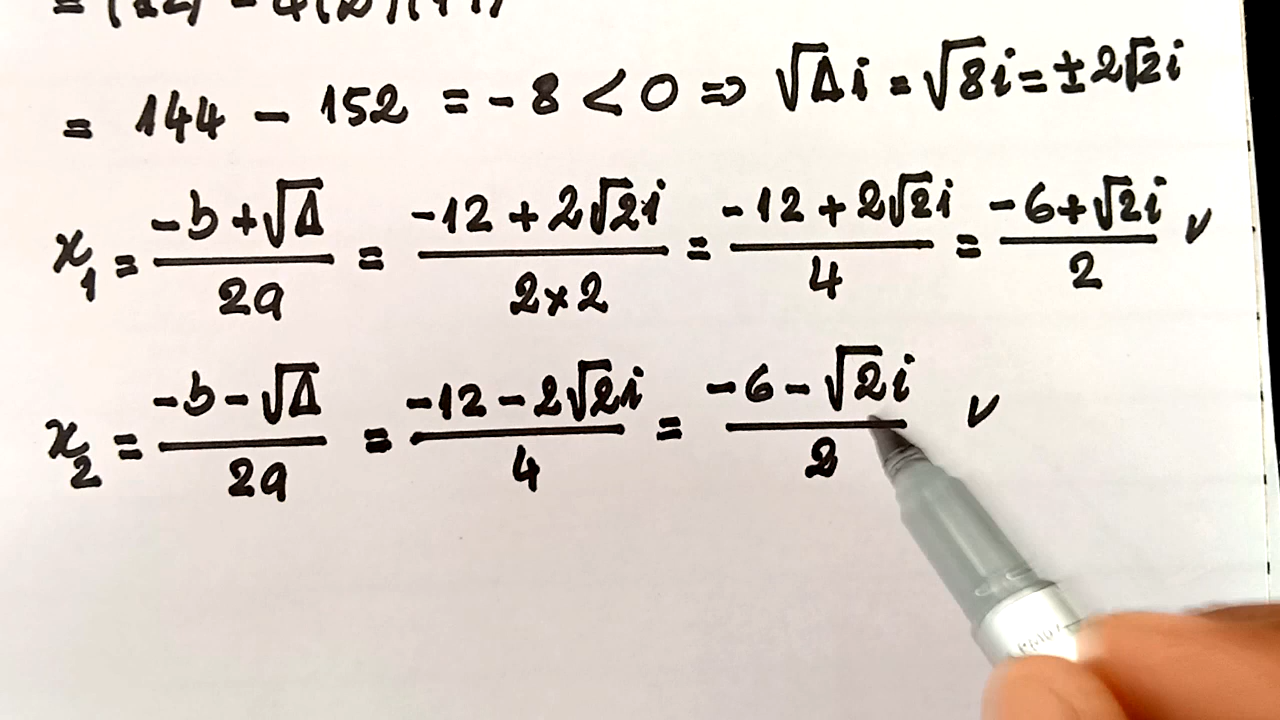 = 144 - 152 = -8 < 0 ⇒ √Δi = √8i = ±2√2i
x₁ = (-b+√Δ)/2a = (-12+2√2i)/(2×2) = (-12+2√2i)/4 = (-6+√2i)/2 ✓
x₂ = (-b-√Δ)/2a = (-12-2√2i)/4 = (-6-√2i)/2 ✓